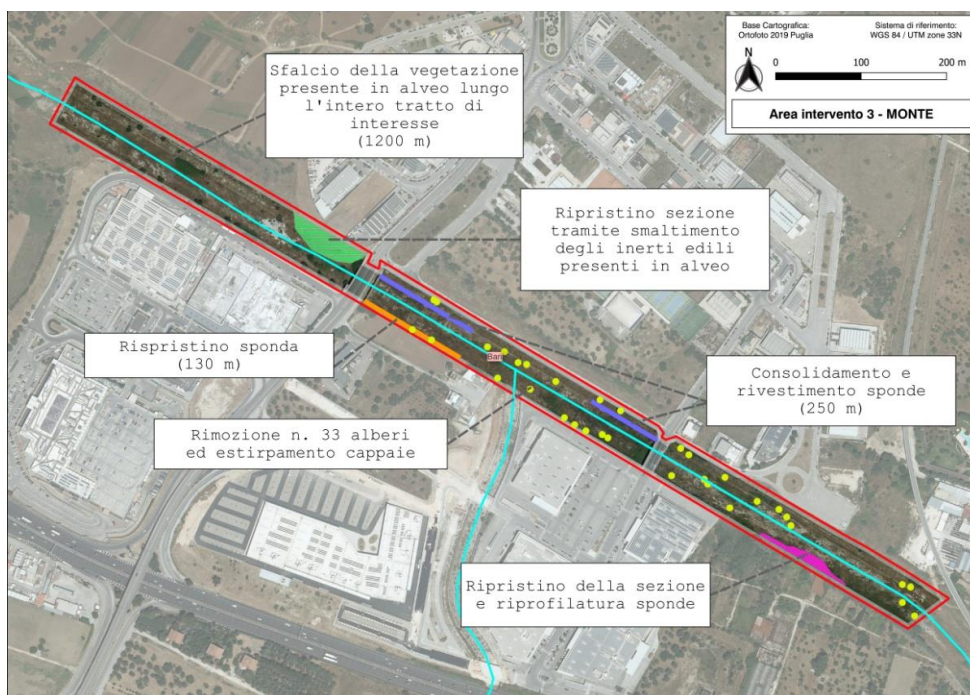 Base Cartografica:
Ortofoto 2019 Puglia
Sistema di riferimento:
WGS 84 / UTM zone 33N
N
0 100 200 m
Area intervento 3 - MONTE
Sfalcio della vegetazione
presente in alveo lungo
l'intero tratto di
interesse
(1200 m)
Ripristino sezione
tramite smaltimento
degli inerti edili
presenti in alveo
Rispristino sponda
(130 m)
Bari
Consolidamento e
rivestimento sponde
(250 m)
Rimozione n. 33 alberi
ed estirpamento cappaie
Ripristino della sezione
e riprofilatura sponde